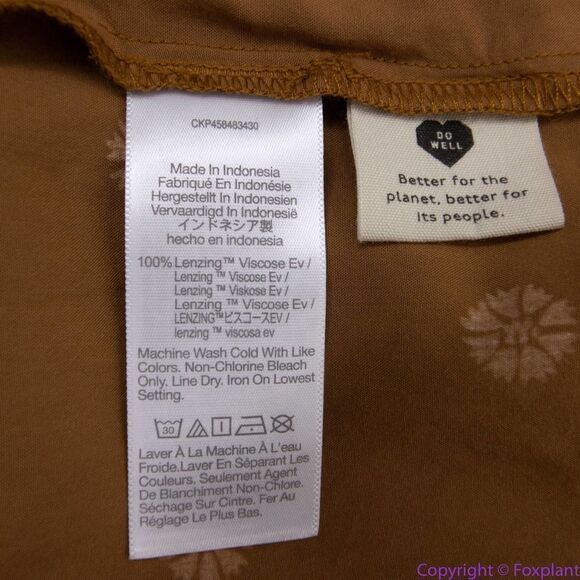 CKP458483430
Made In Indonesia
Fabriqué En Indonésie
Hergestellt In Indonesien
Vervaardigd In Indonesië
インドネシア製
hecho en indonesia
100% Lenzing™ Viscose Ev /
Lenzing ™ Viscose Ev /
Lenzing ™ Viskose Ev /
Lenzing ™ Viscose Ev /
LENZING™ビスコースEV /
lenzing ™ viscosa ev
Machine Wash Cold With Like
Colors. Non-Chlorine Bleach
Only. Line Dry. Iron On Lowest
Setting.
30
Laver À La Machine À L'eau
Froide.Laver En Séparant Les
Couleurs. Seulement Agent
De Blanchiment Non Chloré.
Séchage Sur Cintre. Fer Au
Réglage Le Plus Bas.
DO
WELL
Better for the
planet, better for
its people.
Copyright © Foxplant